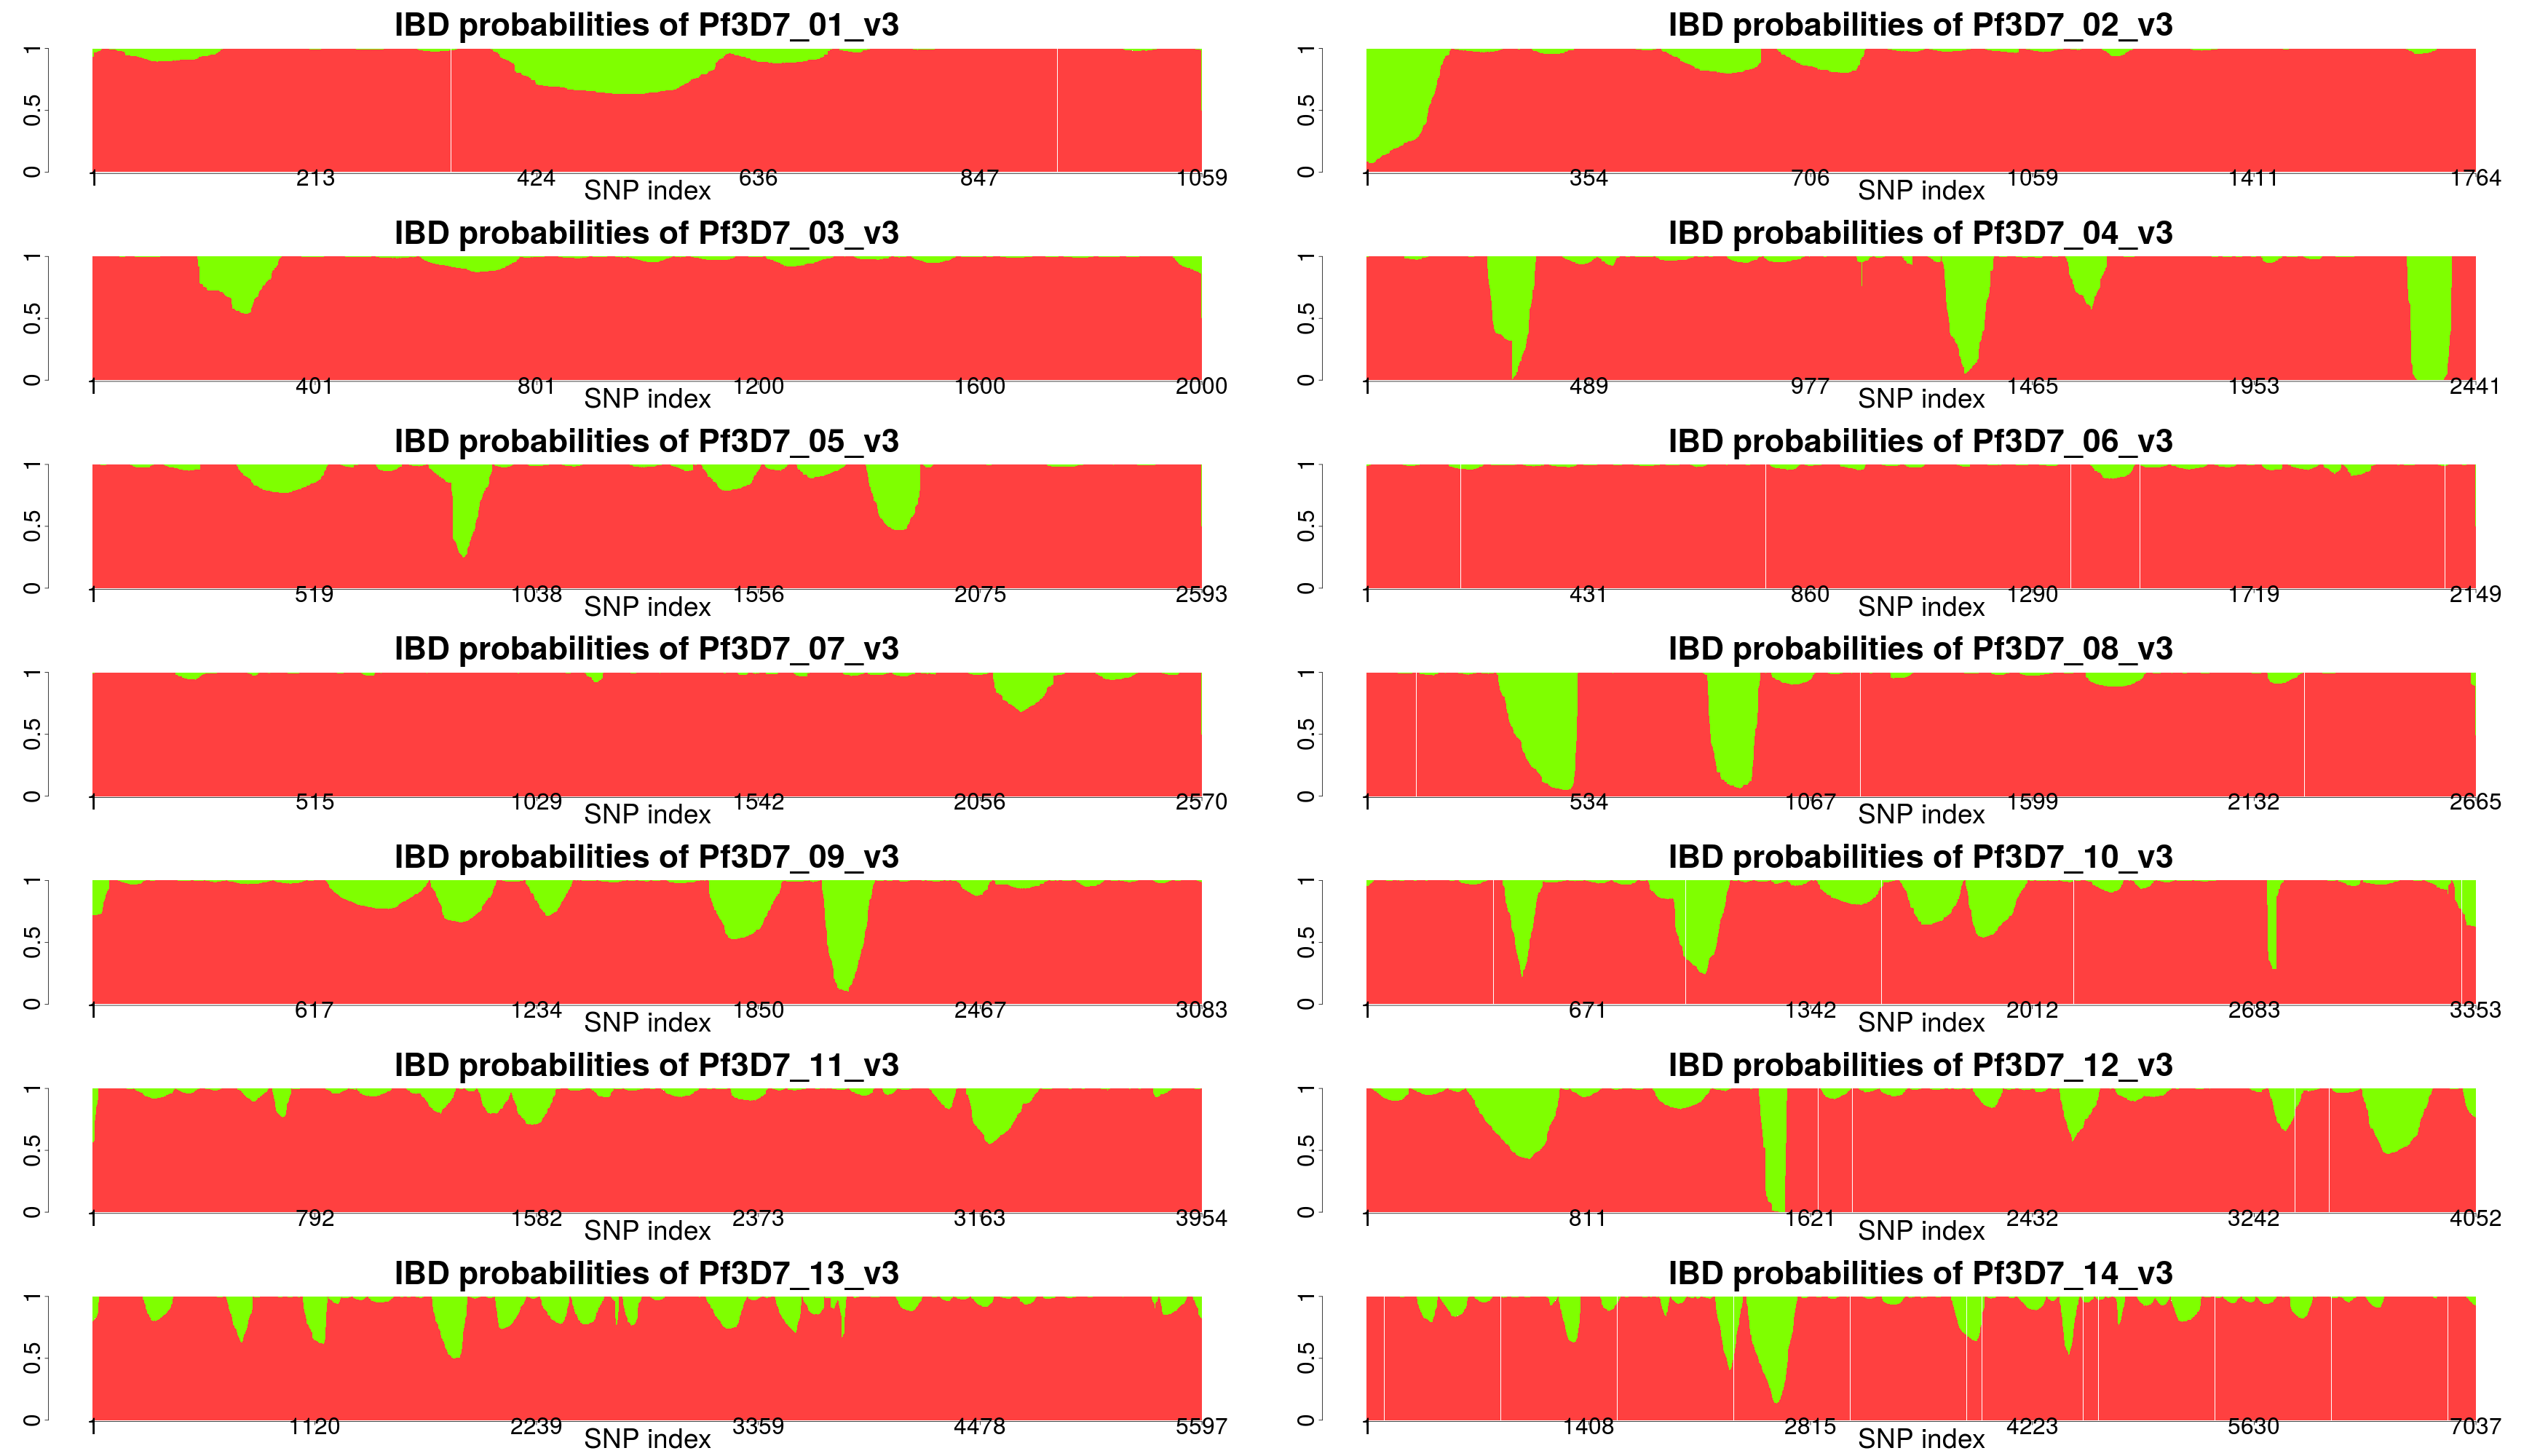 IBD probabilities of Pf3D7_01_v3
0 0.5 1
1 213 424 636 847 1059
SNP index
IBD probabilities of Pf3D7_02_v3
0 0.5 1
1 354 706 1059 1411 1764
SNP index
IBD probabilities of Pf3D7_03_v3
0 0.5 1
1 401 801 1200 1600 2000
SNP index
IBD probabilities of Pf3D7_04_v3
0 0.5 1
1 489 977 1465 1953 2441
SNP index
IBD probabilities of Pf3D7_05_v3
0 0.5 1
1 519 1038 1556 2075 2593
SNP index
IBD probabilities of Pf3D7_06_v3
0 0.5 1
1 431 860 1290 1719 2149
SNP index
IBD probabilities of Pf3D7_07_v3
0 0.5 1
1 515 1029 1542 2056 2570
SNP index
IBD probabilities of Pf3D7_08_v3
0 0.5 1
1 534 1067 1599 2132 2665
SNP index
IBD probabilities of Pf3D7_09_v3
0 0.5 1
1 617 1234 1850 2467 3083
SNP index
IBD probabilities of Pf3D7_10_v3
0 0.5 1
1 671 1342 2012 2683 3353
SNP index
IBD probabilities of Pf3D7_11_v3
0 0.5 1
1 792 1582 2373 3163 3954
SNP index
IBD probabilities of Pf3D7_12_v3
0 0.5 1
1 811 1621 2432 3242 4052
SNP index
IBD probabilities of Pf3D7_13_v3
0 0.5 1
1 1120 2239 3359 4478 5597
SNP index
IBD probabilities of Pf3D7_14_v3
0 0.5 1
1 1408 2815 4223 5630 7037
SNP index